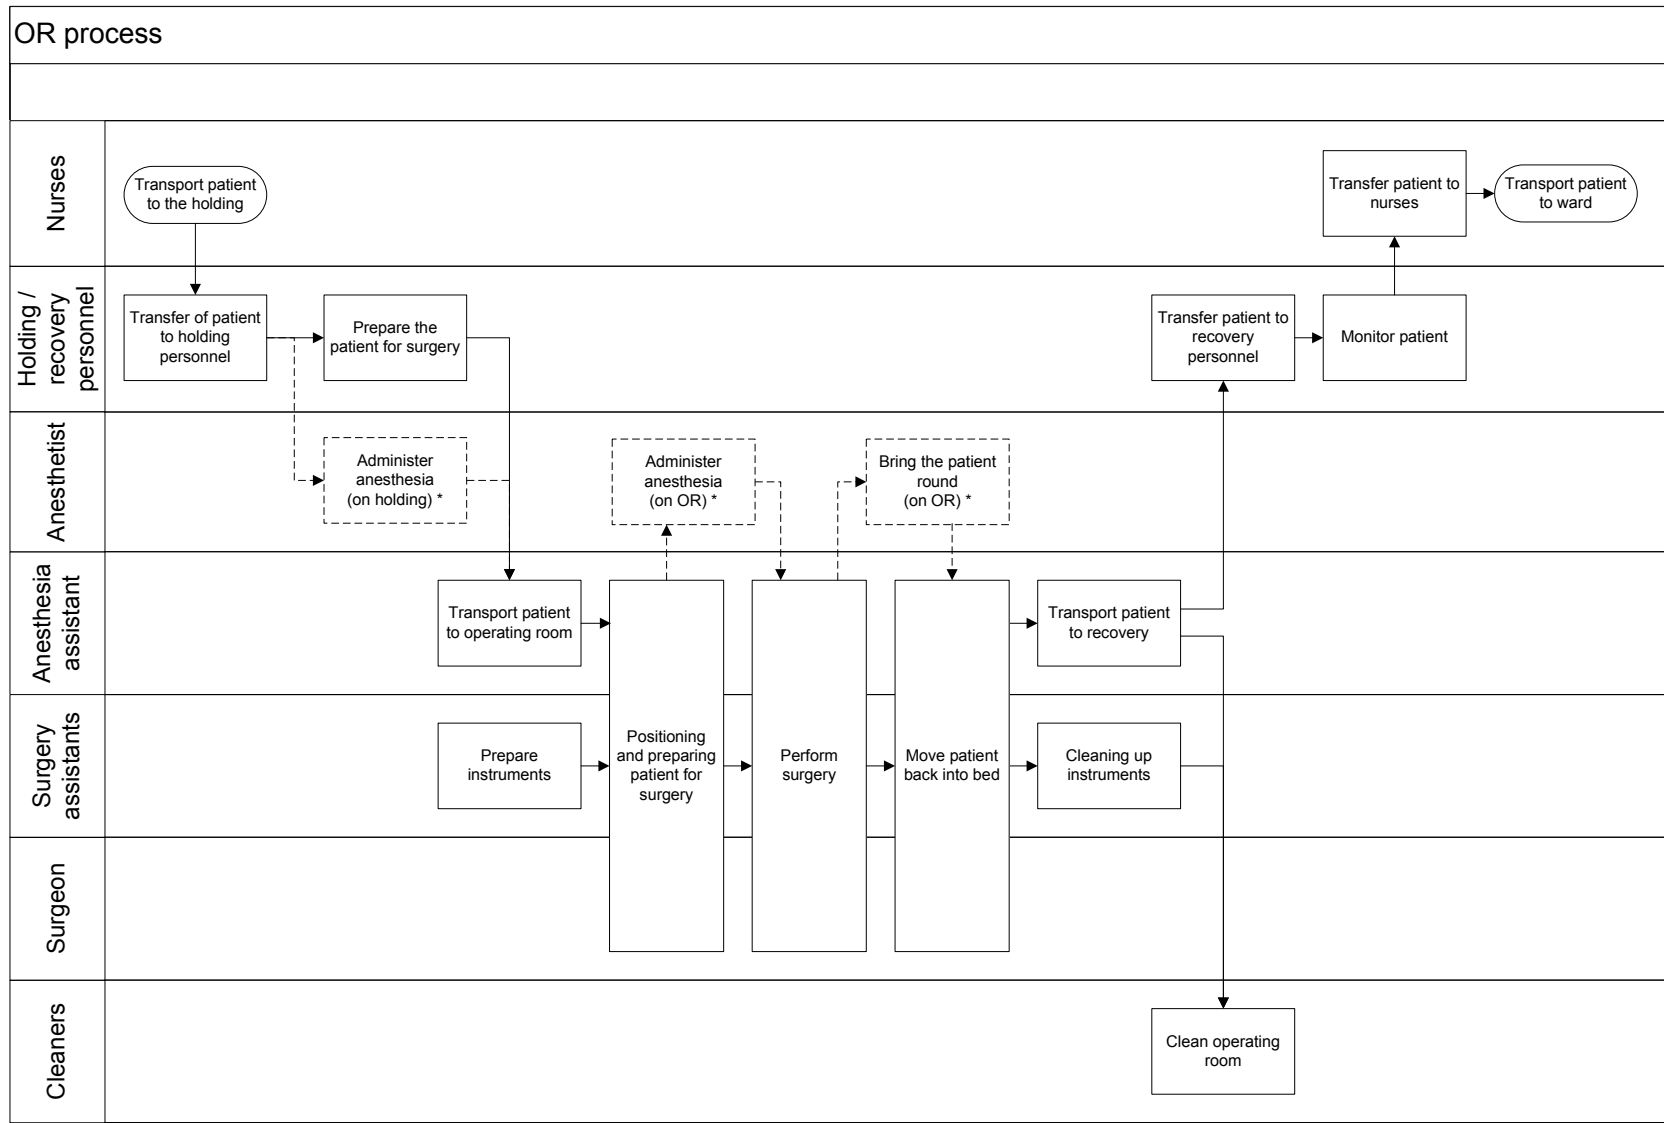 OR process
Nurses
Transport patient
to the holding
Transfer patient to
nurses
Transport patient
to ward
Holding /
recovery
personnel
Transfer of patient
to holding
personnel
Prepare the
patient for surgery
Transfer patient to
recovery
personnel
Monitor patient
Anesthetist
Administer
anesthesia
(on holding) *
Administer
anesthesia
(on OR) *
Bring the patient
round
(on OR) *
Anesthesia
assistant
Transport patient
to operating room
Transport patient
to recovery
Surgery
assistants
Prepare
instruments
Positioning
and preparing
patient for
surgery
Perform
surgery
Move patient
back into bed
Cleaning up
instruments
Surgeon
Cleaners
Clean operating
room